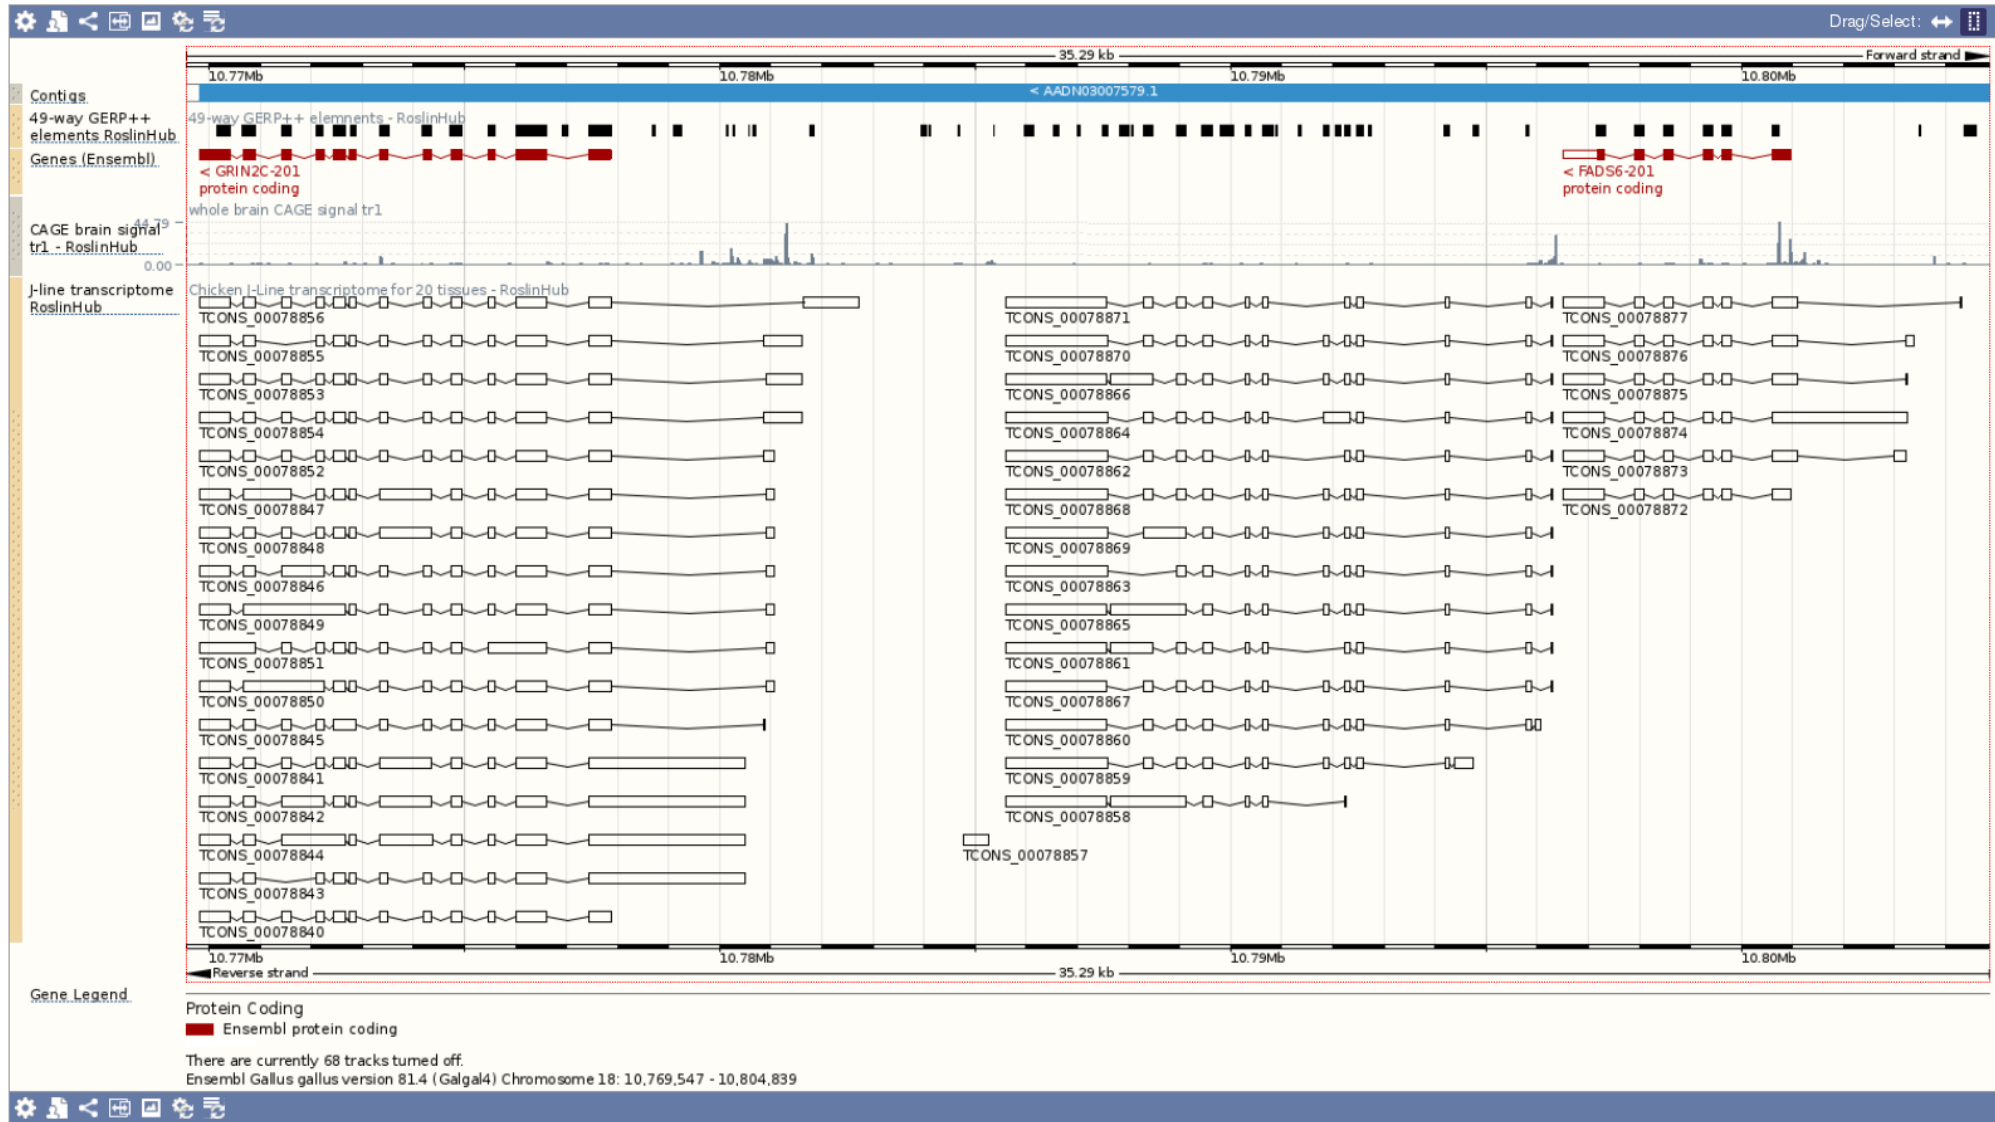 Drag/Select:
35.29 kb
Forward strand
10.77Mb 10.78Mb 10.79Mb 10.80Mb
Contigs
< AADN03007579.1
49-way GERP++ elements RoslinHub
49-way GERP++ elemnents - RoslinHub
Genes (Ensembl)
< GRIN2C-201
protein coding
< FADS6-201
protein coding
whole brain CAGE signal tr1
CAGE brain signal
tr1 - RoslinHub
44.79
0.00
J-line transcriptome
RoslinHub
Chicken J-Line transcriptome for 20 tissues - RoslinHub
TCONS_00078856 TCONS_00078871 TCONS_00078877
TCONS_00078855 TCONS_00078870 TCONS_00078876
TCONS_00078853 TCONS_00078866 TCONS_00078875
TCONS_00078854 TCONS_00078864 TCONS_00078874
TCONS_00078852 TCONS_00078862 TCONS_00078873
TCONS_00078847 TCONS_00078868 TCONS_00078872
TCONS_00078848 TCONS_00078869
TCONS_00078846 TCONS_00078863
TCONS_00078849 TCONS_00078865
TCONS_00078851 TCONS_00078861
TCONS_00078850 TCONS_00078867
TCONS_00078845 TCONS_00078860
TCONS_00078841 TCONS_00078859
TCONS_00078842 TCONS_00078858
TCONS_00078844 TCONS_00078857
TCONS_00078843
TCONS_00078840
10.77Mb 10.78Mb 10.79Mb 10.80Mb
Reverse strand
35.29 kb
Gene Legend
Protein Coding
Ensembl protein coding
There are currently 68 tracks turned off.
Ensembl Gallus gallus version 81.4 (Galgal4) Chromosome 18: 10,769,547 - 10,804,839